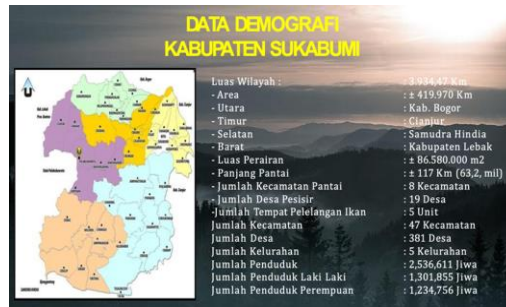 DATA DEMOGRAFI
KABUPATEN SUKABUMI
Luas Wilayah : : 3.934,47 Km
- Area : ± 419.970 Km
- Utara : Kab. Bogor
- Timur : Cianjur
- Selatan : Samudra Hindia
- Barat : Kabupaten Lebak
- Luas Perairan : ± 86.580.000 m2
- Panjang Pantai : ± 117 Km (63,2, mil)
- Jumlah Kecamatan Pantai : 8 Kecamatan
- Jumlah Desa Pesisir : 19 Desa
-Jumlah Tempat Pelelangan Ikan : 5 Unit
Jumlah Kecamatan : 47 Kecamatan
Jumlah Desa : 381 Desa
Jumlah Kelurahan : 5 Kelurahan
Jumlah Penduduk : 2,536,611 Jiwa
Jumlah Penduduk Laki Laki : 1,301,855 Jiwa
Jumlah Penduduk Perempuan : 1,234,756 Jiwa